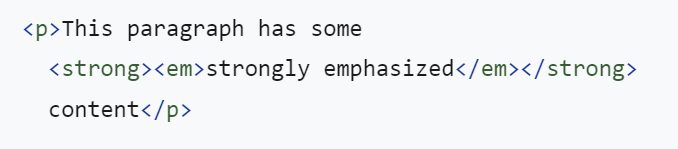 <p>This paragraph has some
<strong><em>strongly emphasized</em></strong>
content</p>